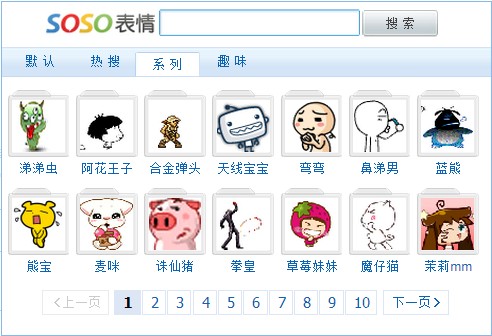 SOSO表情 搜 索
默 认 热 搜 系 列 趣 味
涕涕虫 阿花王子 合金弹头 天线宝宝 弯弯 鼻涕男 蓝熊
熊宝 麦咪 诛仙猪 拳皇 草莓妹妹 魔仔猫 茉莉mm
<上一页 1 2 3 4 5 6 7 8 9 10 下一页>